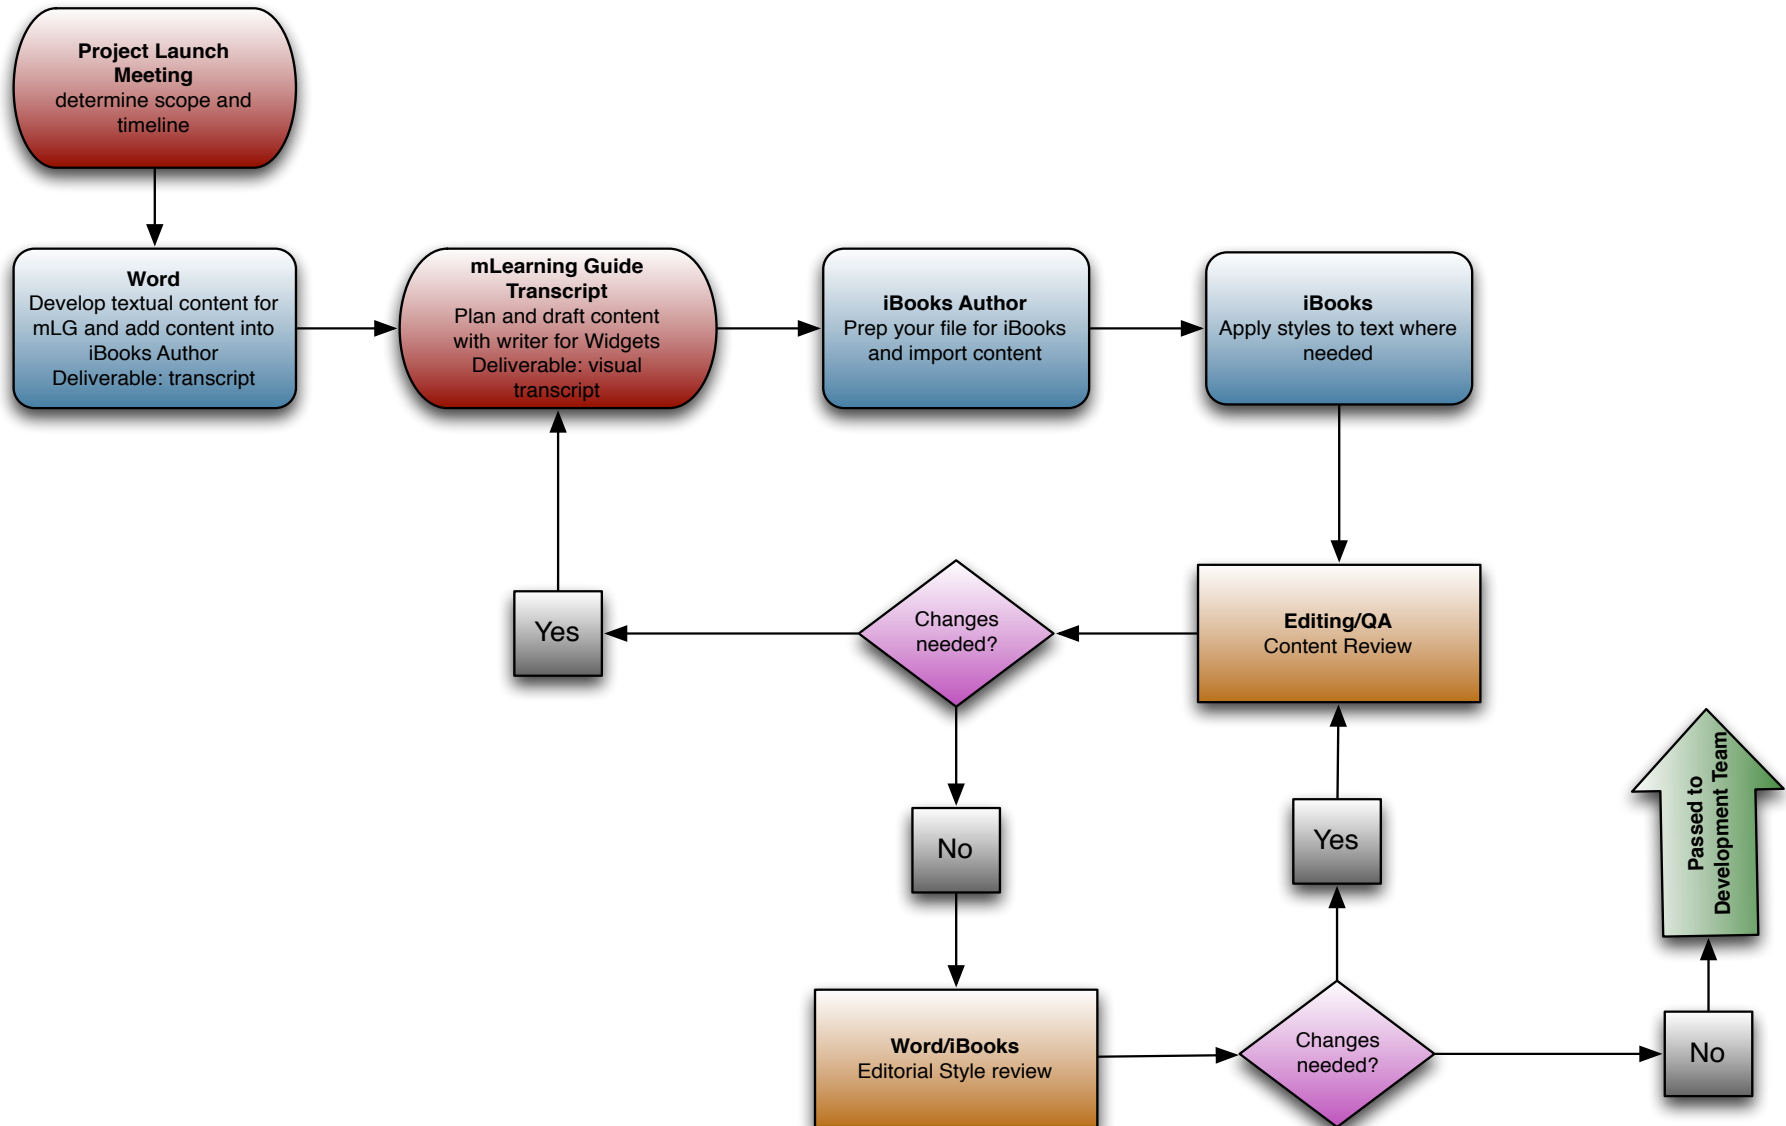 Project Launch
Meeting
determine scope and
timeline
Word
Develop textual content for
mLG and add content into
iBooks Author
Deliverable: transcript
mLearning Guide
Transcript
Plan and draft content
with writer for Widgets
Deliverable: visual
transcript
iBooks Author
Prep your file for iBooks
and import content
iBooks
Apply styles to text where
needed
Yes
Changes
needed?
Editing/QA
Content Review
No
Yes
Passed to
Development Team
Word/iBooks
Editorial Style review
Changes
needed?
No